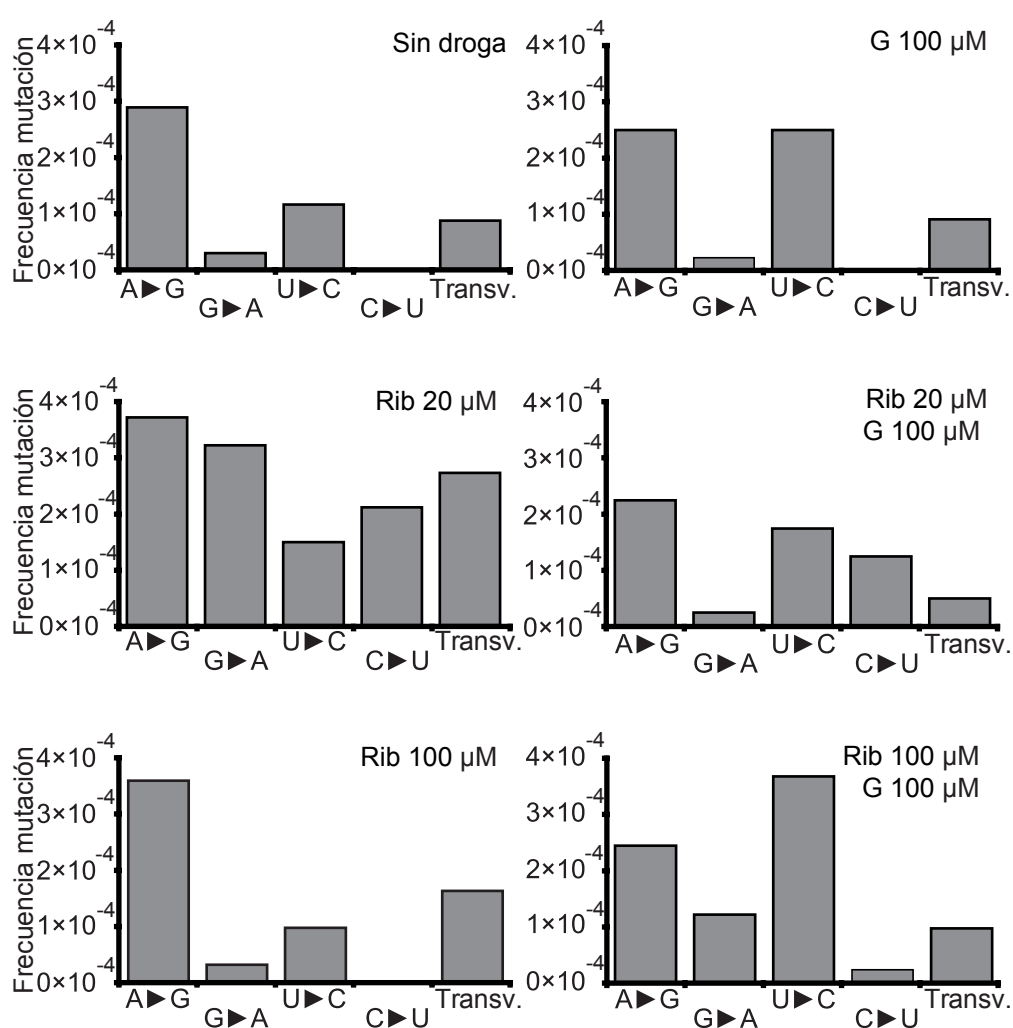 Sin droga
Frecuencia mutación
4×10-4
3×10-4
2×10-4
1×10-4
0×10-4
A►G
G►A
U►C
C►U
Transv.
G 100 µM
4×10-4
3×10-4
2×10-4
1×10-4
0×10-4
A►G
G►A
U►C
C►U
Transv.
Rib 20 µM
Frecuencia mutación
4×10-4
3×10-4
2×10-4
1×10-4
0×10-4
A►G
G►A
U►C
C►U
Transv.
Rib 20 µM
G 100 µM
4×10-4
3×10-4
2×10-4
1×10-4
0×10-4
A►G
G►A
U►C
C►U
Transv.
Rib 100 µM
Frecuencia mutación
4×10-4
3×10-4
2×10-4
1×10-4
0×10-4
A►G
G►A
U►C
C►U
Transv.
Rib 100 µM
G 100 µM
4×10-4
3×10-4
2×10-4
1×10-4
0×10-4
A►G
G►A
U►C
C►U
Transv.